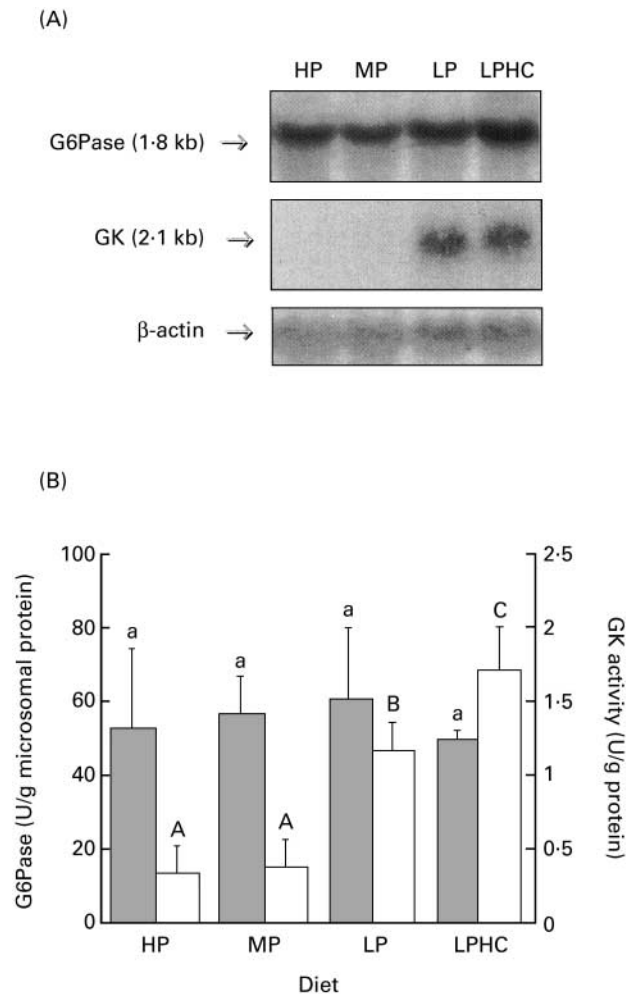 (A)
HP MP LP LPHC
G6Pase (1·8 kb)
GK (2·1 kb)
β-actin
(B)
G6Pase (U/g microsomal protein)
100
80
60
40
20
0
a
A
a
A
a
B
a
C
2·5
2
1·5
1
0·5
0
GK activity (U/g protein)
HP MP LP LPHC
Diet